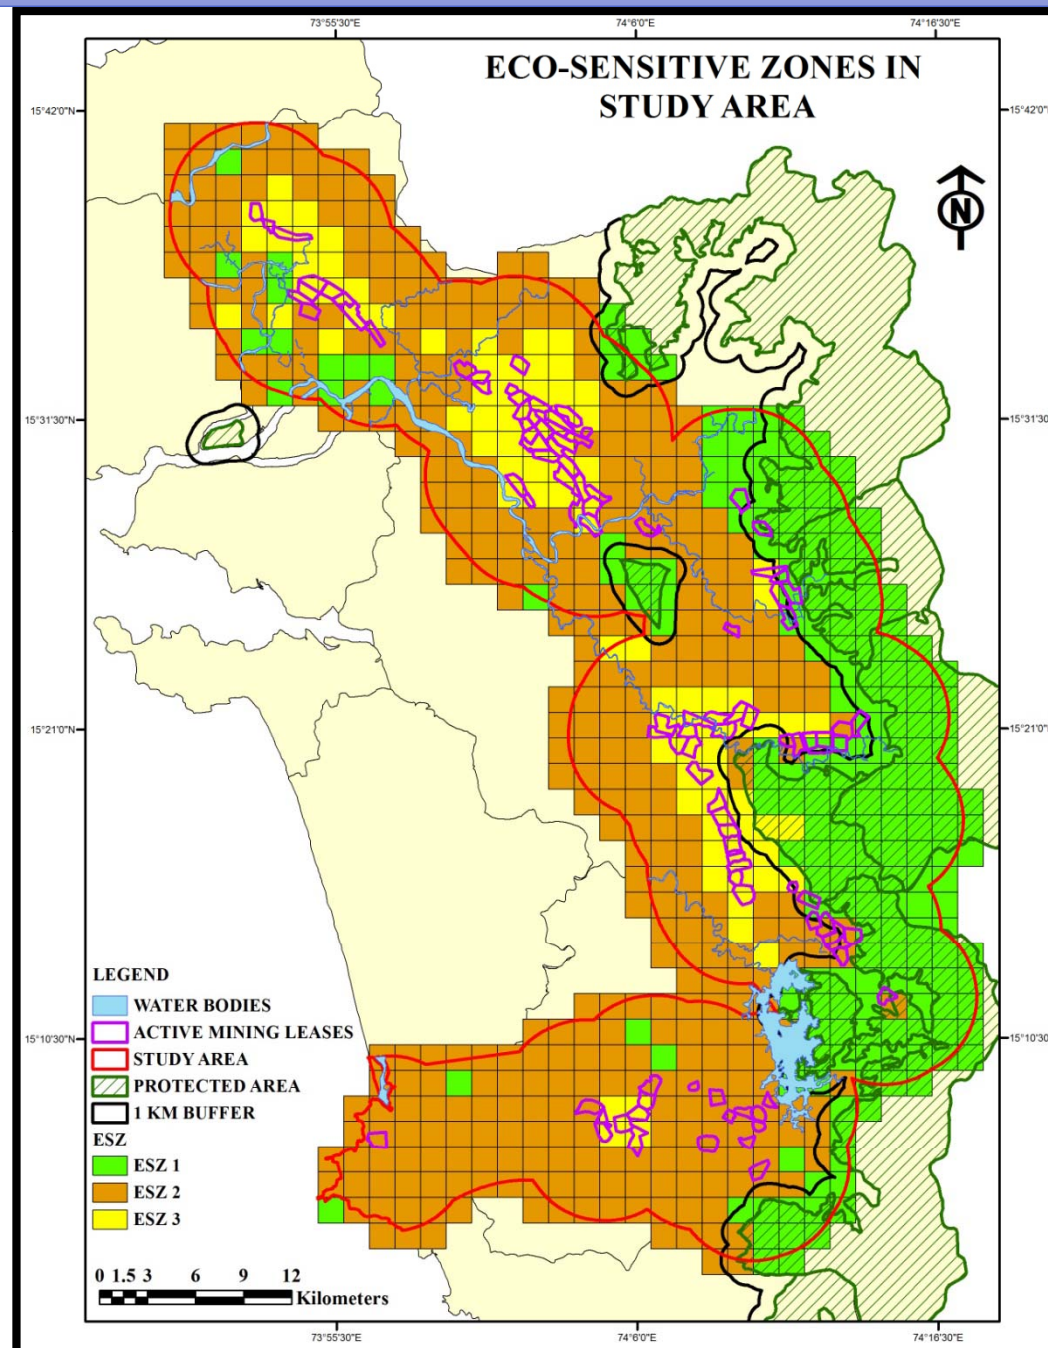 73°55'30"E
74°6'0"E
74°16'30"E
ECO-SENSITIVE ZONES IN
STUDY AREA
15°42'0"N
15°42'0"N
N
15°31'30"N
15°31'30"N
15°21'0"N
15°21'0"N
15°10'30"N
15°10'30"N
LEGEND
WATER BODIES
ACTIVE MINING LEASES
STUDY AREA
PROTECTED AREA
1 KM BUFFER
ESZ
ESZ 1
ESZ 2
ESZ 3
0 1.5 3 6 9 12
Kilometers
73°55'30"E
74°6'0"E
74°16'30"E